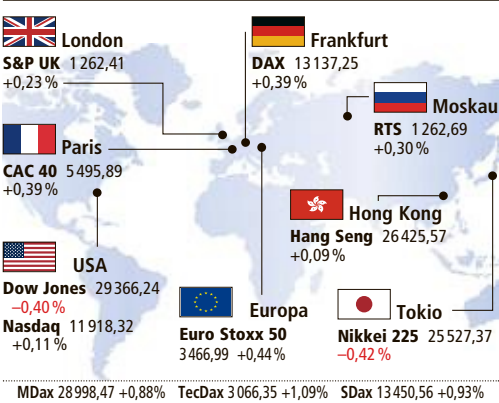 London
S&P UK 1 262,41
+0,23 %
Frankfurt
DAX 13 137,25
+0,39 %
Moskau
RTS 1 262,69
+0,30 %
Paris
CAC 40 5 495,89
+0,39 %
Hong Kong
Hang Seng 26 425,57
+0,09 %
USA
Dow Jones 29 366,24
–0,40 %
Nasdaq 11 918,32
+0,11 %
Europa
Euro Stoxx 50
3 466,99 +0,44 %
Tokio
Nikkei 225 25 527,37
–0,42 %
MDax 28 998,47 +0,88% TecDax 3 066,35 +1,09% SDax 13 450,56 +0,93%